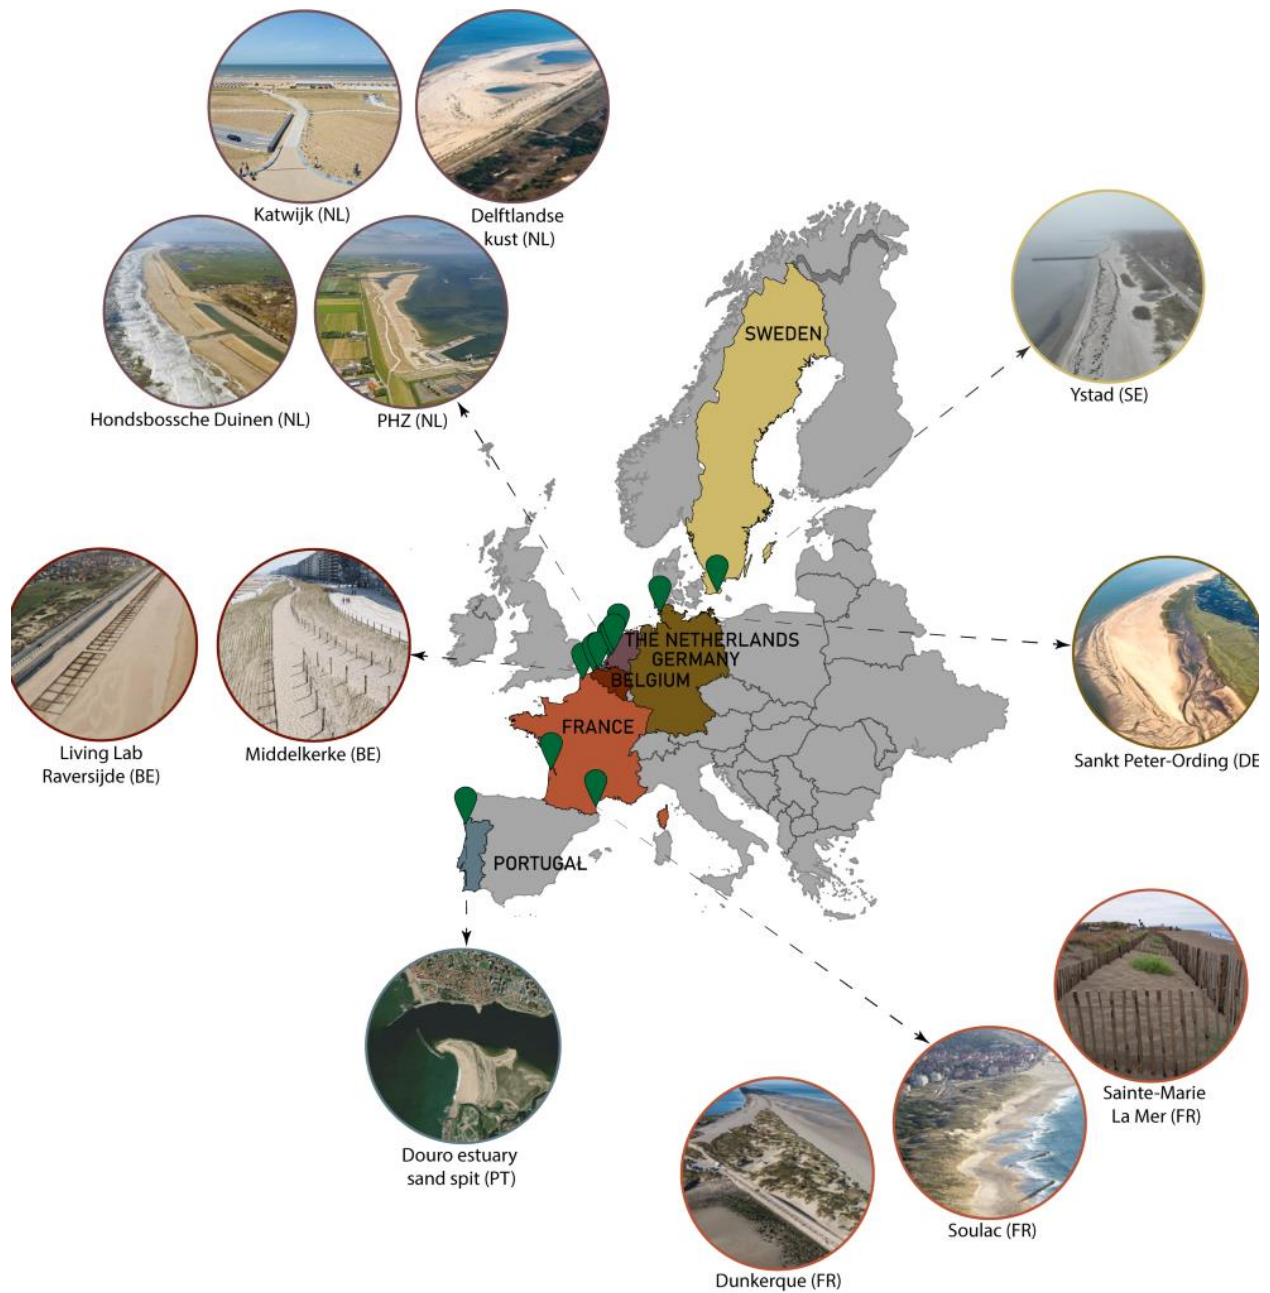 Katwijk (NL)
Delftlandse
kust (NL)
Hondsbossche Duinen (NL)
PHZ (NL)
SWEDEN
Ystad (SE)
THE NETHERLANDS
GERMANY
BELGIUM
FRANCE
Living Lab
Raversijde (BE)
Middelkerke (BE)
Sankt Peter-Ording (DE
PORTUGAL
Sainte-Marie
La Mer (FR)
Douro estuary
sand spit (PT)
Soulac (FR)
Dunkerque (FR)